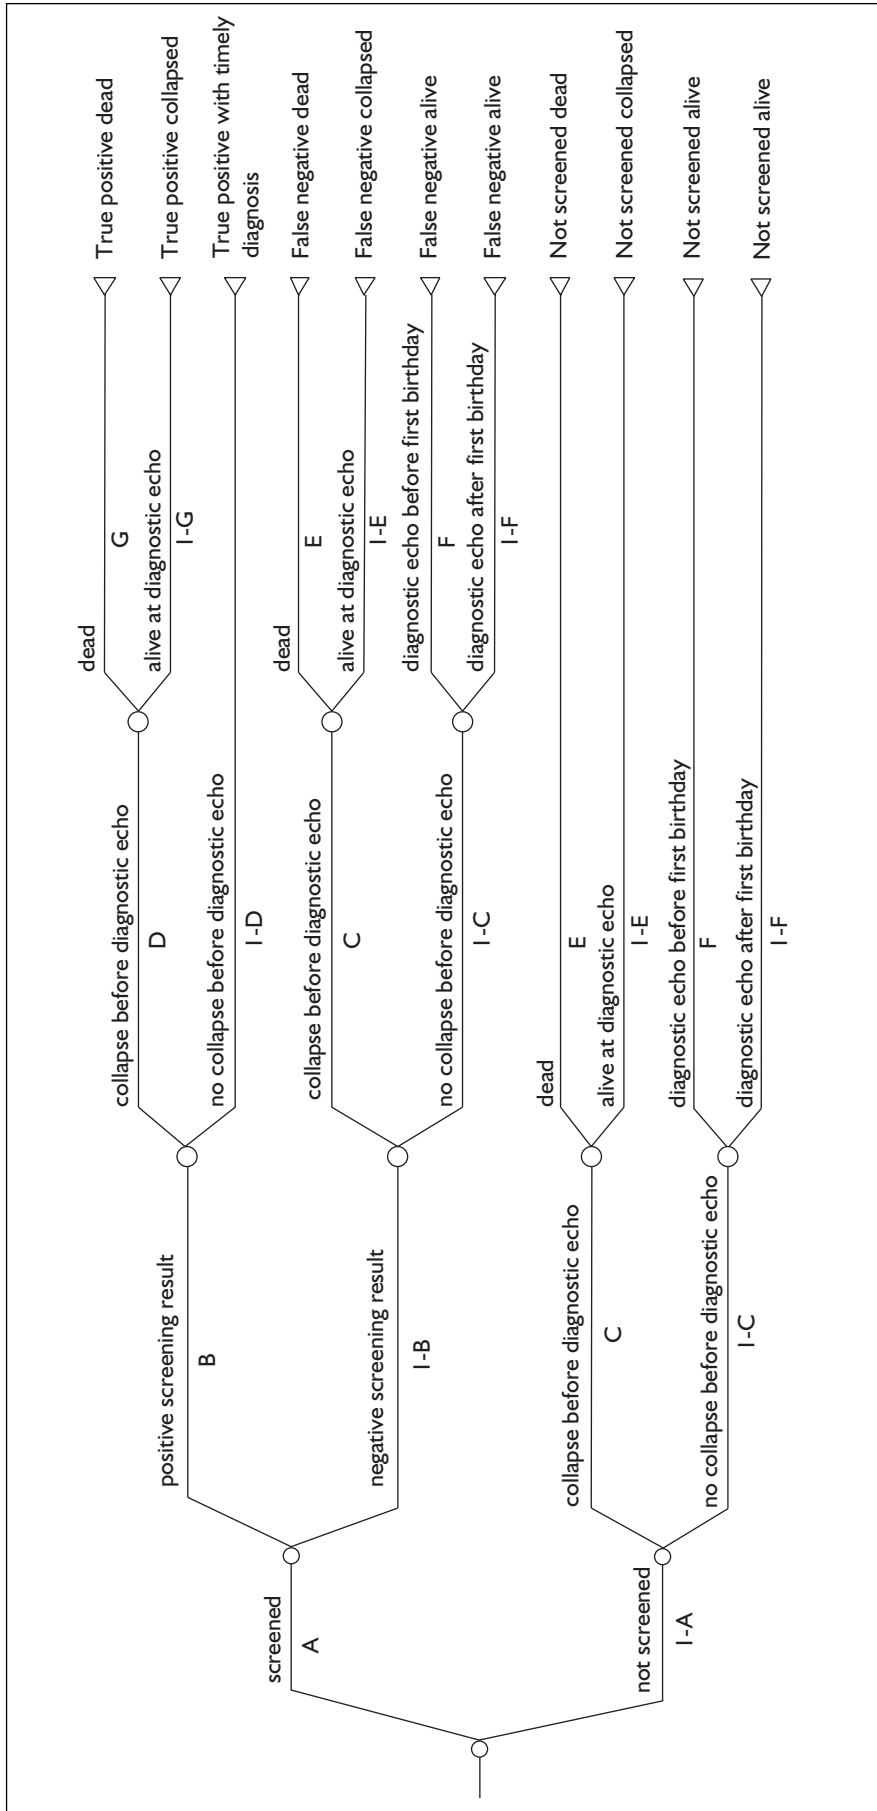 dead
G
True positive dead
collapse before diagnostic echo
D
alive at diagnostic echo
1-G
True positive collapsed
positive screening result
B
no collapse before diagnostic echo
1-D
True positive with timely
diagnosis
screened
A
dead
E
False negative dead
collapse before diagnostic echo
C
alive at diagnostic echo
1-E
False negative collapsed
negative screening result
1-B
diagnostic echo before first birthday
F
False negative alive
no collapse before diagnostic echo
1-C
diagnostic echo after first birthday
1-F
False negative alive
dead
E
Not screened dead
collapse before diagnostic echo
C
alive at diagnostic echo
1-E
Not screened collapsed
not screened
1-A
diagnostic echo before first birthday
F
Not screened alive
no collapse before diagnostic echo
1-C
diagnostic echo after first birthday
1-F
Not screened alive